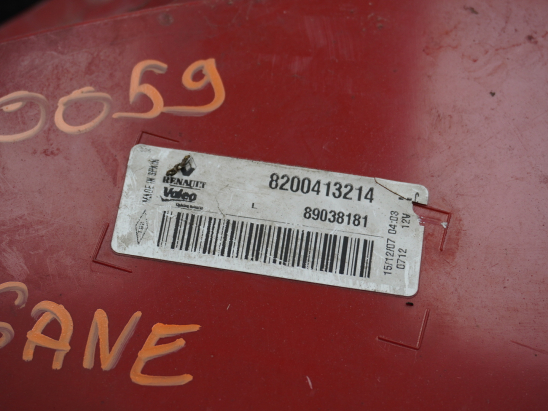 0059
MADE IN SPAIN
RENAULT
Valeo
8200413214
L
89038181
15/12/07 04:03
0712
12V
GANE